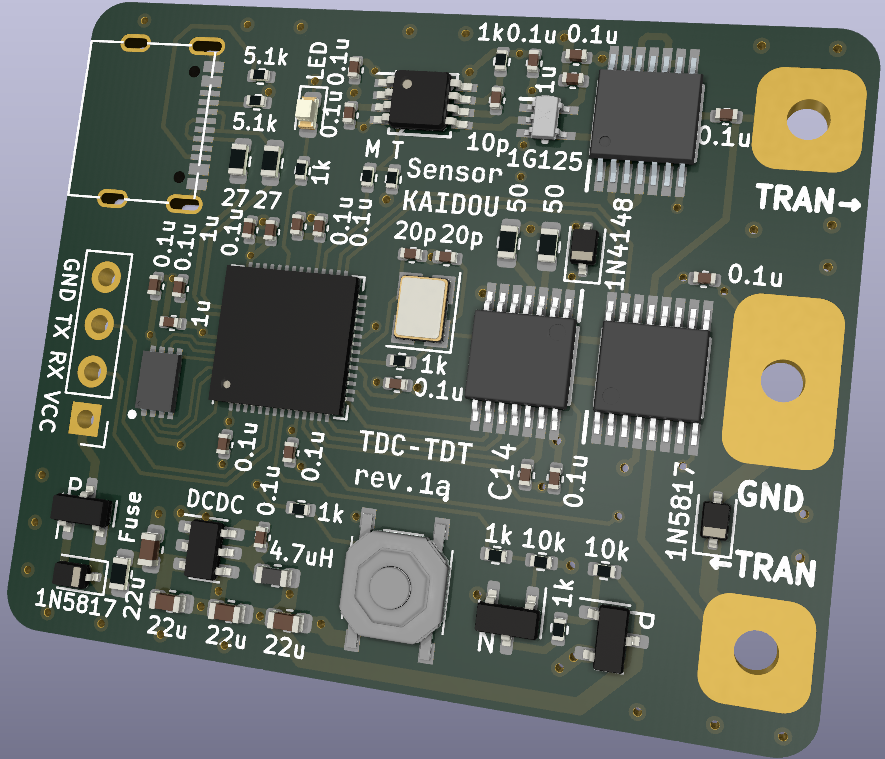 1k
0.1u
0.1u
5.1k
LED
0.1u
1u
0.1u
5.1k
10p
1G125
0.1u
M T
Sensor
KAIDOU
1k
27
27
50
50
1N4148
TRAN→
0.1u
0.1u
1u
0.1u
0.1u
0.1u
20p
20p
0.1u
GND TX RX VCC
1u
1k
0.1u
TDC-TDT
rev.1a
0.1u
0.1u
C14
0.1u
1N5817
GND
P
Fuse
DCDC
0.1u
1k
4.7uH
1k
10k
10k
←TRAN
1N5817
22u
22u
22u
22u
N
1k
P